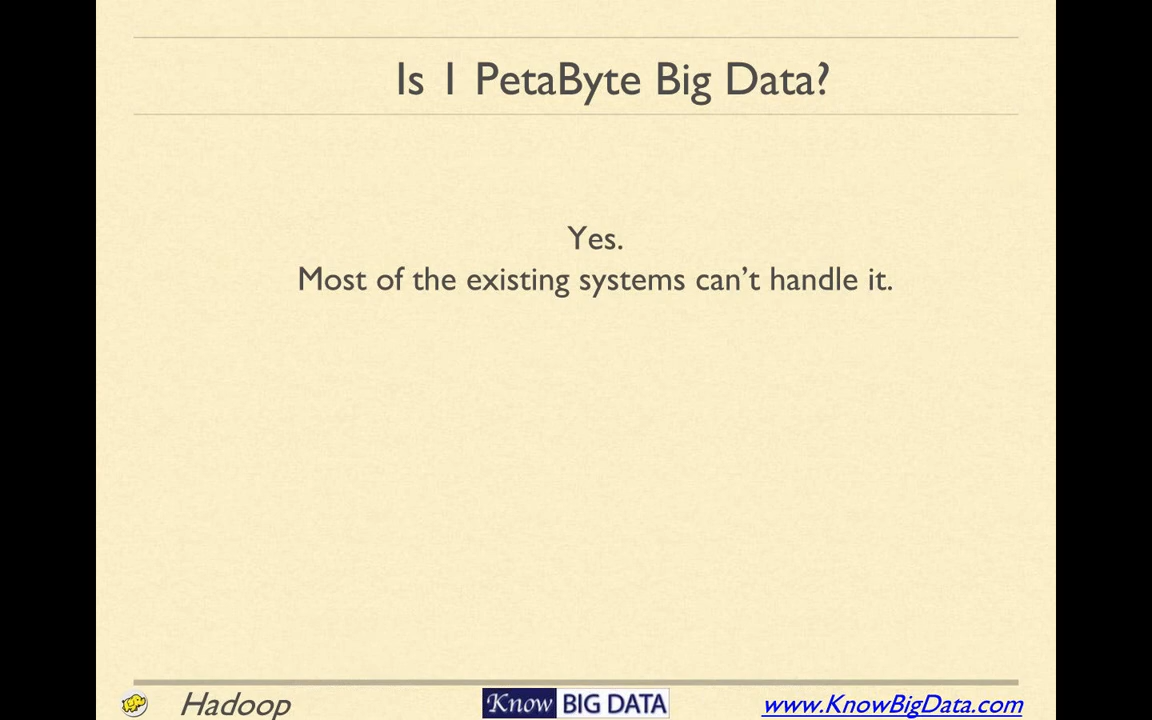 Is 1 PetaByte Big Data?
Yes.
Most of the existing systems can't handle it.
Hadoop
Know BIG DATA
www.KnowBigData.com